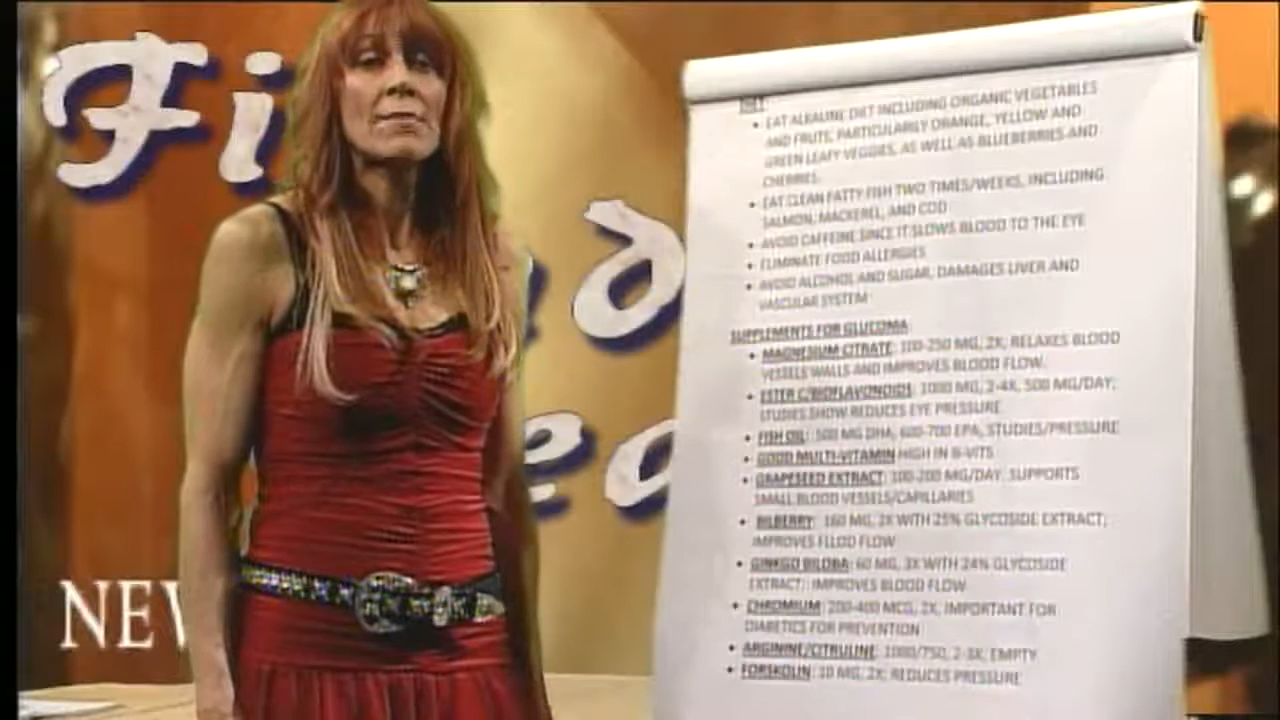 Fi
d
ea
NEW
DIET:
• EAT ALKALINE DIET INCLUDING ORGANIC VEGETABLES
AND FRUTE, PARTICULARILY ORANGE, YELLOW AND
GREEN LEAFY VEGGIES, AS WELL AS BLUEBERRIES AND
CHERRIES.
• EAT CLEAN FATTY FISH TWO TIMES/WEEKS, INCLUDING
SALMON, MACKEREL, AND COD
• AVOID CAFFEINE SINCE IT SLOWS BLOOD TO THE EYE
• ELIMINATE FOOD ALLERGIES
• AVOID ALCOHOL AND SUGAR, DAMAGES LIVER AND
VASCULAR SYSTEM
SUPPLEMENTS FOR GLUCOMA:
• MAGNESIUM CITRATE: 100-250 MG, 2X; RELAXES BLOOD
VESSELS WALLS AND IMPROVES BLOOD FLOW.
• ESTER C/BIOFLAVONOIDS: 1000 MG, 2-4X, 500 MG/DAY;
STUDIES SHOW REDUCES EYE PRESSURE
• FISH OIL: 500 MG DHA, 600-700 EPA, STUDIES/PRESSURE
• GOOD MULTI-VITAMIN HIGH IN B-VITS
• GRAPESEED EXTRACT: 100-200 MG/DAY. SUPPORTS
SMALL BLOOD VESSELS/CAPILLARIES
• BILBERRY: 160 MG, 2X WITH 25% GLYCOSIDE EXTRACT;
IMPROVES FLLOD FLOW
• GINKGO BILOBA: 60 MG, 3X WITH 24% GLYCOSIDE
EXTRACT; IMPROVES BLOOD FLOW
• CHROMIUM: 200-400 MCG, 2X, IMPORTANT FOR
DIABETICS FOR PREVENTION
• ARGININE/CITRULINE: 1000/750, 2-3X, EMPTY
• FORSKOLIN: 10 MG, 2X; REDUCES PRESSURE